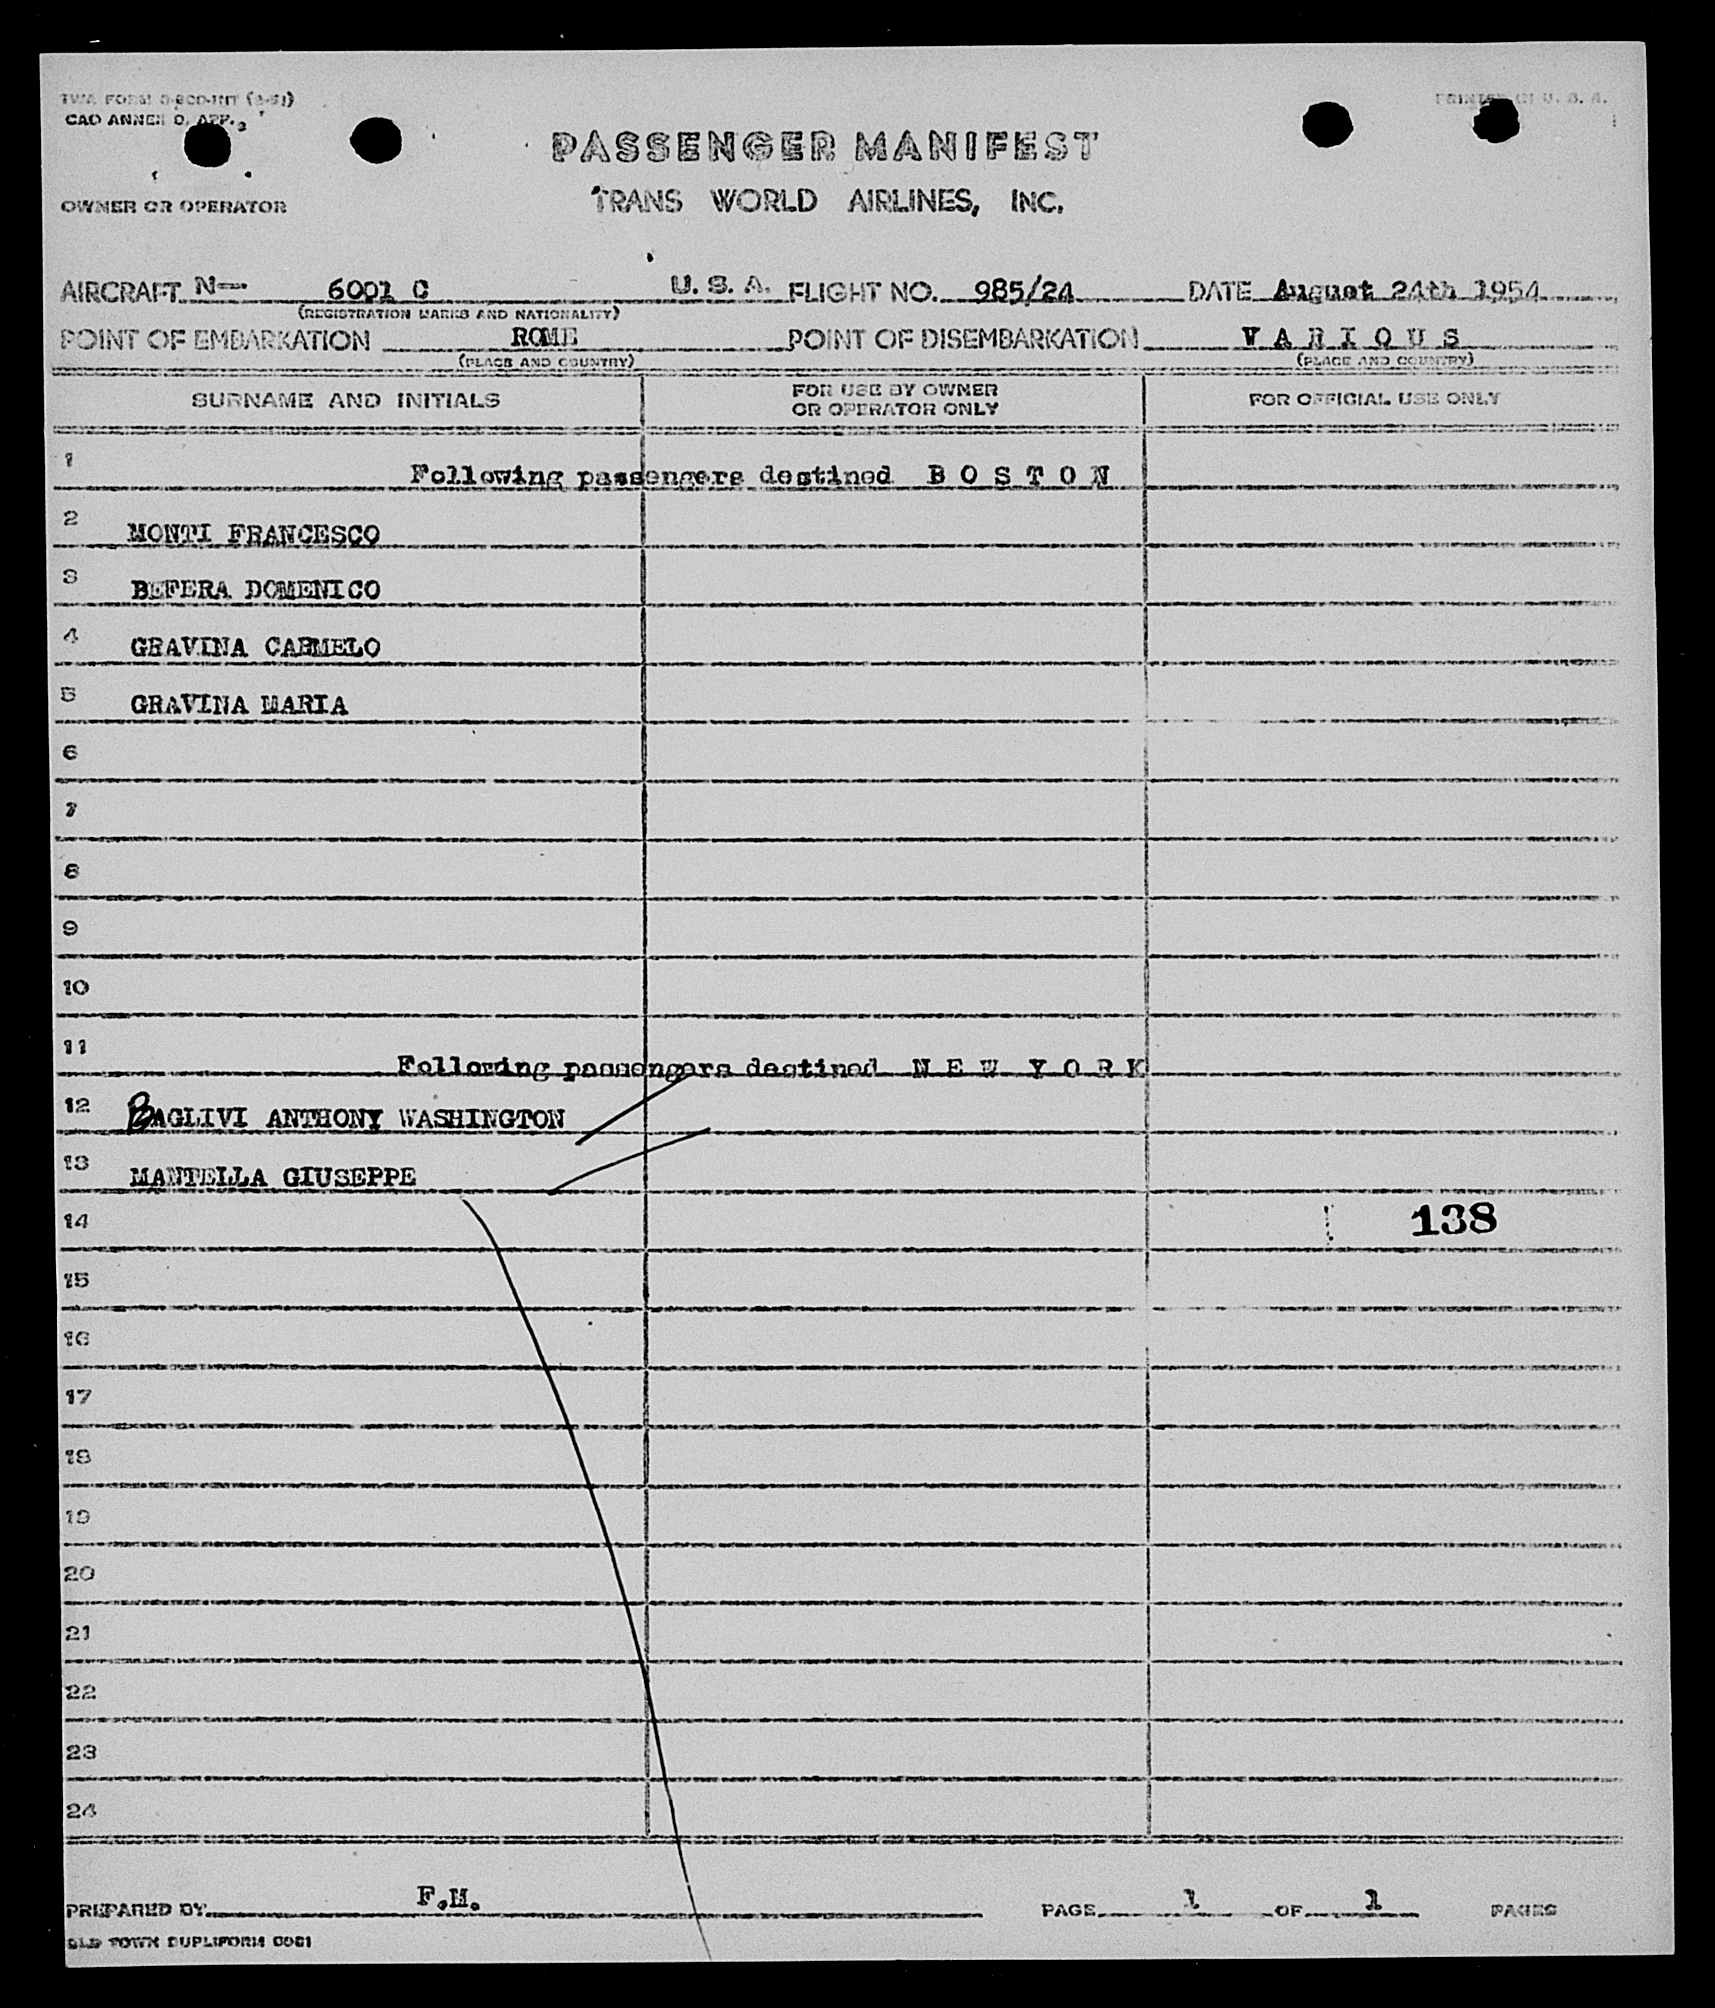 CAO ANNEX D, APP. 3
PRINTED IN U. S. A.
PASSENGER MANIFEST
OWNER OR OPERATOR TRANS WORLD AIRLINES, INC.
AIRCRAFT N— 6001 C U. S. A. FLIGHT NO. 985/24 DATE August 24th 1954
(REGISTRATION MARKS AND NATIONALITY)
POINT OF EMBARKATION ROME POINT OF DISEMBARKATION V A R I O U S
(PLACE AND COUNTRY) (PLACE AND COUNTRY)
SURNAME AND INITIALS FOR USE BY OWNER OR OPERATOR ONLY FOR OFFICIAL USE ONLY
1 Following passengers destined B O S T O N
2 MONTI FRANCESCO
3 BEFERA DOMENICO
4 GRAVINA CARMELO
5 GRAVINA MARIA
6
7
8
9
10
11 Following passengers destined N E W Y O R K
12 BAGLIVI ANTHONY WASHINGTON
13 MANTELLA GIUSEPPE
14 138
15
16
17
18
19
20
21
22
23
24
PREPARED BY F.M. PAGE 1 OF 1 PAGES
OLD TOWN DUPLIFORM